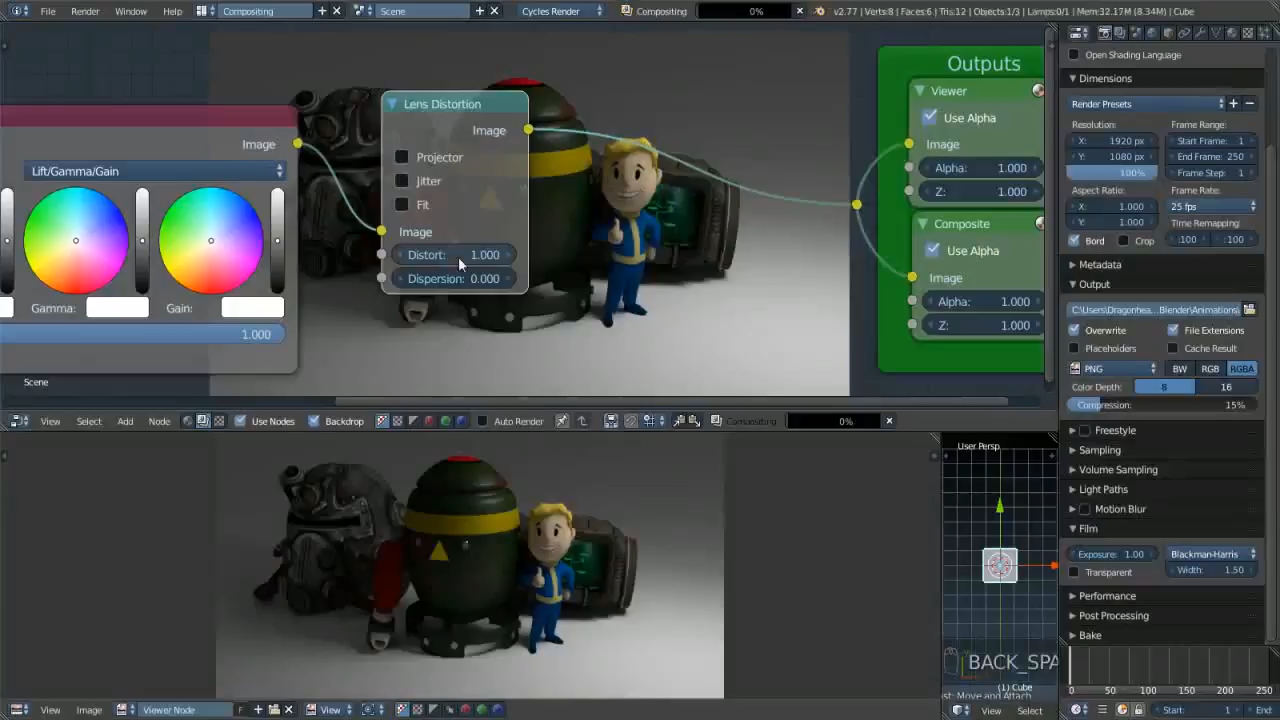 File Render Window Help Compositing Scene Cycles Render Compositing 0% v2.77 | Verts:8 | Faces:6 | Tris:12 | Objects:1/3 | Lamps:0/1 | Mem:32.17M (8.34M) | Cube
Image
Lift/Gamma/Gain
Gamma: Gain:
1.000
Scene
Lens Distortion
Image
Projector
Jitter
Fit
Image
Distort: 1.000
Dispersion: 0.000
Outputs
Viewer
Use Alpha
Image
Alpha: 1.000
Z: 1.000
Composite
Use Alpha
Image
Alpha: 1.000
Z: 1.000
Open Shading Language
Dimensions
Render Presets
Resolution: Frame Range:
X: 1920 px Start Frame: 1
Y: 1080 px End Frame: 250
100% Frame Step: 1
Aspect Ratio: Frame Rate:
X: 1.000 25 fps
Y: 1.000 Time Remapping:
Bord Crop :100 :100
Metadata
Output
C:\Users\Dragonhea... Blender\Animations\
Overwrite File Extensions
Placeholders Cache Result
PNG BW RGB RGBA
Color Depth: 8 16
Compression: 15%
Freestyle
Sampling
Volume Sampling
Light Paths
Motion Blur
Film
Exposure: 1.00 Blackman-Harris
Transparent Width: 1.50
Performance
Post Processing
Bake
View Select Add Node Use Nodes Backdrop Auto Render Compositing 0%
User Persp
BACK_SPA
(1) Cube
st: Move and Attach
0 50 100 150 200 250
View Image Viewer Node F View View Select Start: 1 End: